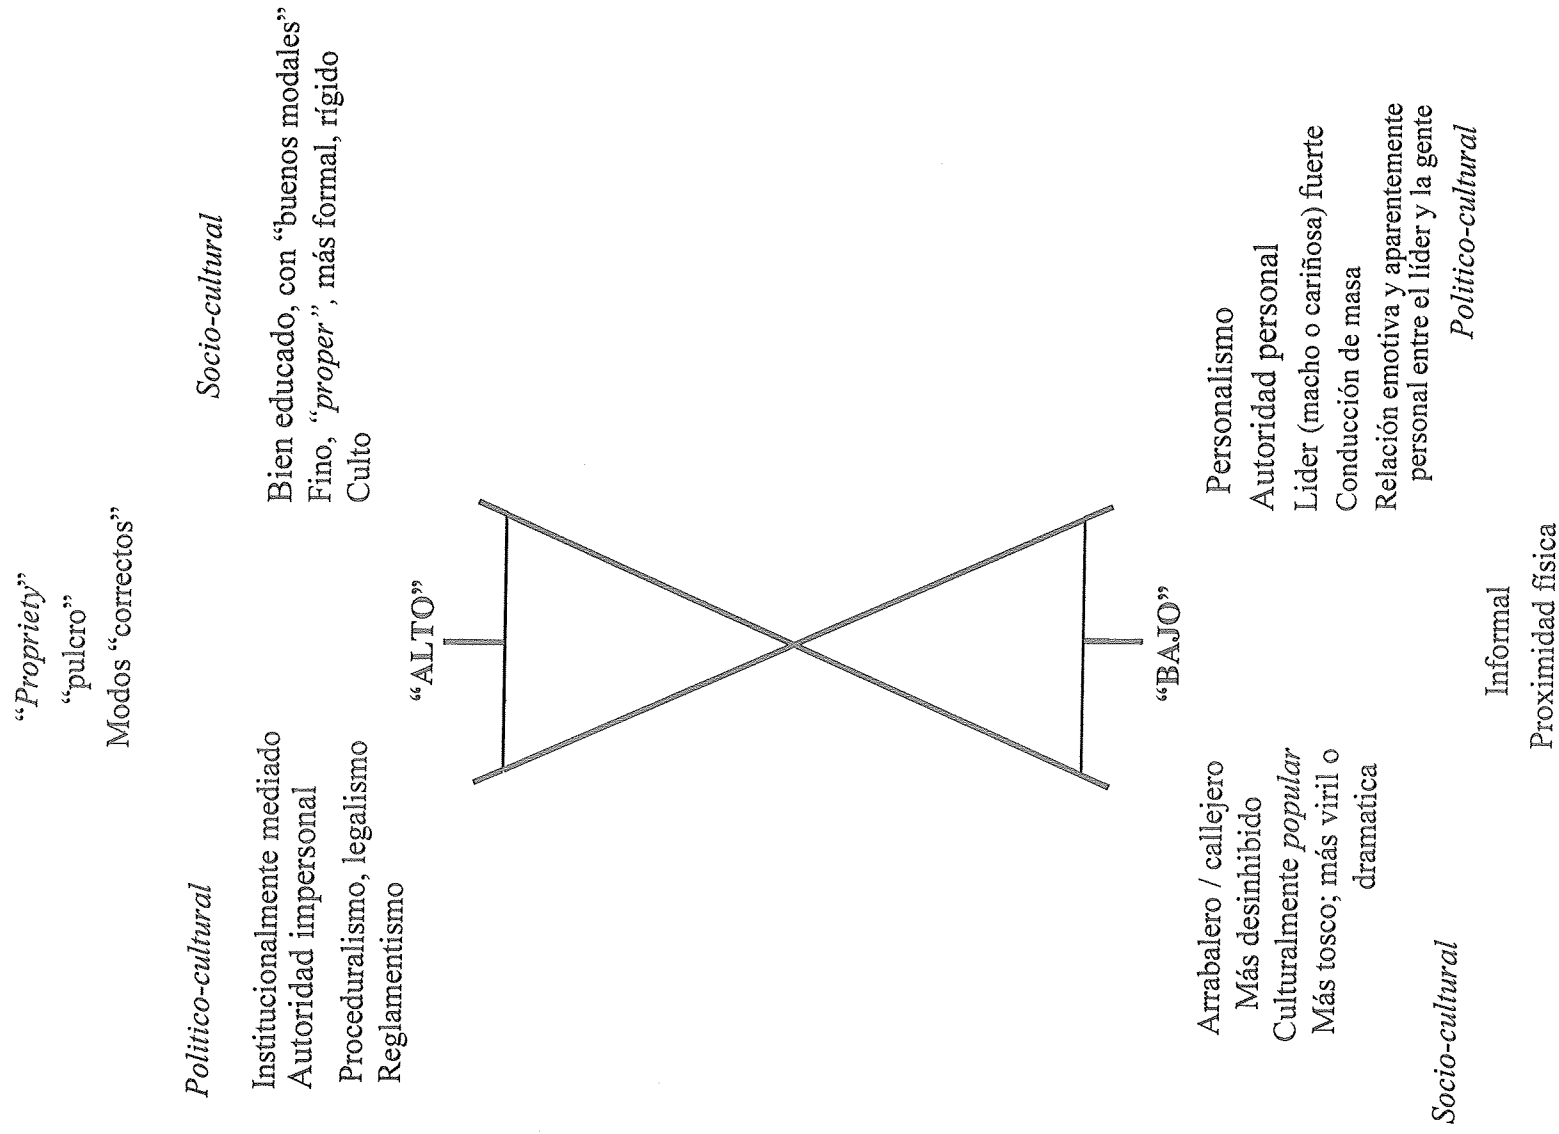 “Propriety”
“pulcro”
Modos “correctos”
Politico-cultural
Institucionalmente mediado
Autoridad impersonal
Proceduralismo, legalismo
Reglamentismo
Socio-cultural
Bien educado, con “buenos modales”
Fino, “proper”, más formal, rígido
Culto
“ALTO”
“BAJO”
Arrabalero / callejero
Más desinhibido
Culturalmente popular
Más tosco; más viril o
dramatica
Socio-cultural
Personalismo
Autoridad personal
Lider (macho o cariñosa) fuerte
Conducción de masa
Relación emotiva y aparentemente
personal entre el líder y la gente
Politico-cultural
Informal
Proximidad física